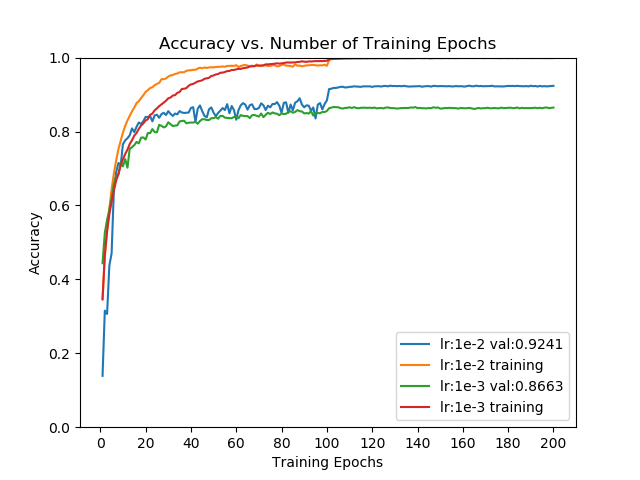 Accuracy vs. Number of Training Epochs
1.0
0.8
0.6
0.4
0.2
0.0
Accuracy
lr:1e-2 val:0.9241
lr:1e-2 training
lr:1e-3 val:0.8663
lr:1e-3 training
0 20 40 60 80 100 120 140 160 180 200
Training Epochs